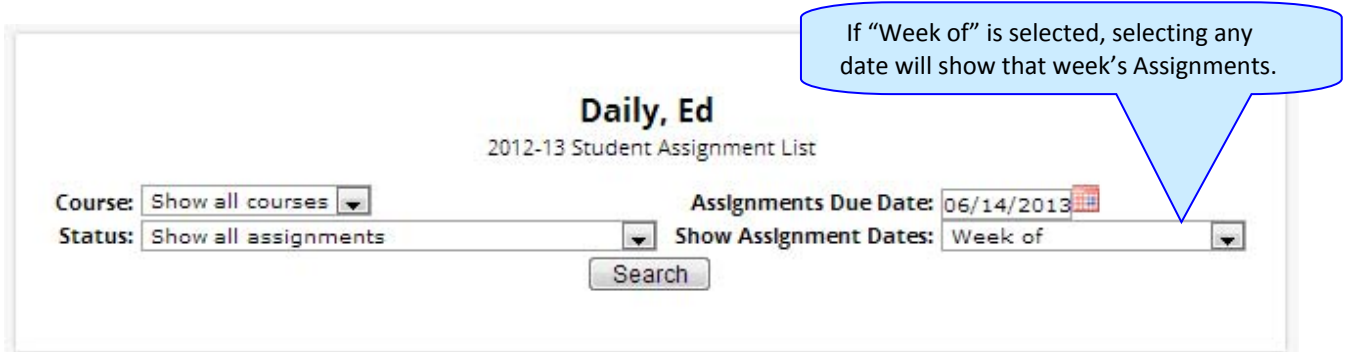 If “Week of” is selected, selecting any
date will show that week’s Assignments.
Daily, Ed
2012-13 Student Assignment List
Course: Show all courses Assignments Due Date: 06/14/2013
Status: Show all assignments Show Assignment Dates: Week of
Search